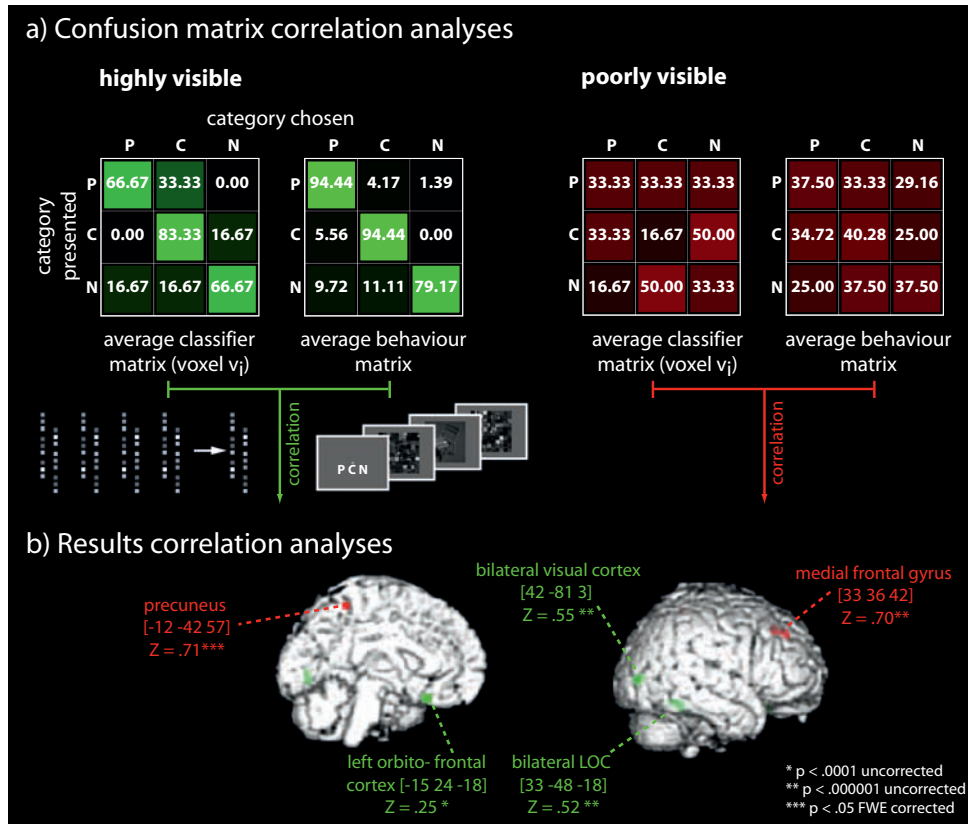 a) Confusion matrix correlation analyses
highly visible
poorly visible
category chosen
P C N
P C N
P C N
P C N
category
presented
P 66.67 33.33 0.00
C 0.00 83.33 16.67
N 16.67 16.67 66.67
P 94.44 4.17 1.39
C 5.56 94.44 0.00
N 9.72 11.11 79.17
P 33.33 33.33 33.33
C 33.33 16.67 50.00
N 16.67 50.00 33.33
P 37.50 33.33 29.16
C 34.72 40.28 25.00
N 25.00 37.50 37.50
average classifier
matrix (voxel vi)
average behaviour
matrix
average classifier
matrix (voxel vi)
average behaviour
matrix
correlation
P C N
correlation
b) Results correlation analyses
precuneus
[-12 -42 57]
Z = .71***
bilateral visual cortex
[42 -81 3]
Z = .55 **
medial frontal gyrus
[33 36 42]
Z = .70**
left orbito- frontal
cortex [-15 24 -18]
Z = .25 *
bilateral LOC
[33 -48 -18]
Z = .52 **
* p < .0001 uncorrected
** p < .000001 uncorrected
*** p < .05 FWE corrected